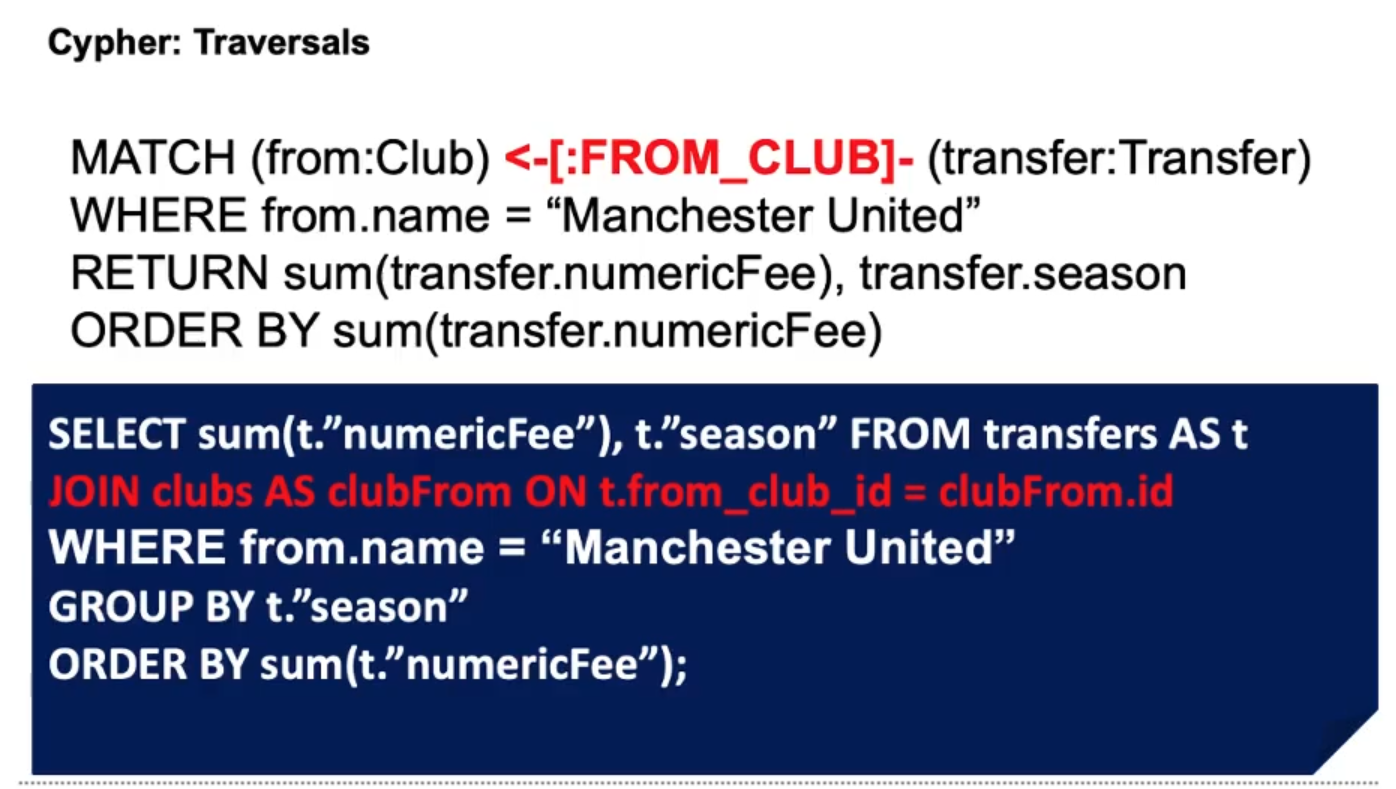 Cypher: Traversals
MATCH (from:Club) <-[:FROM_CLUB]- (transfer:Transfer)
WHERE from.name = “Manchester United”
RETURN sum(transfer.numericFee), transfer.season
ORDER BY sum(transfer.numericFee)
SELECT sum(t.”numericFee”), t.”season” FROM transfers AS t
JOIN clubs AS clubFrom ON t.from_club_id = clubFrom.id
WHERE from.name = “Manchester United”
GROUP BY t.”season”
ORDER BY sum(t.”numericFee”);